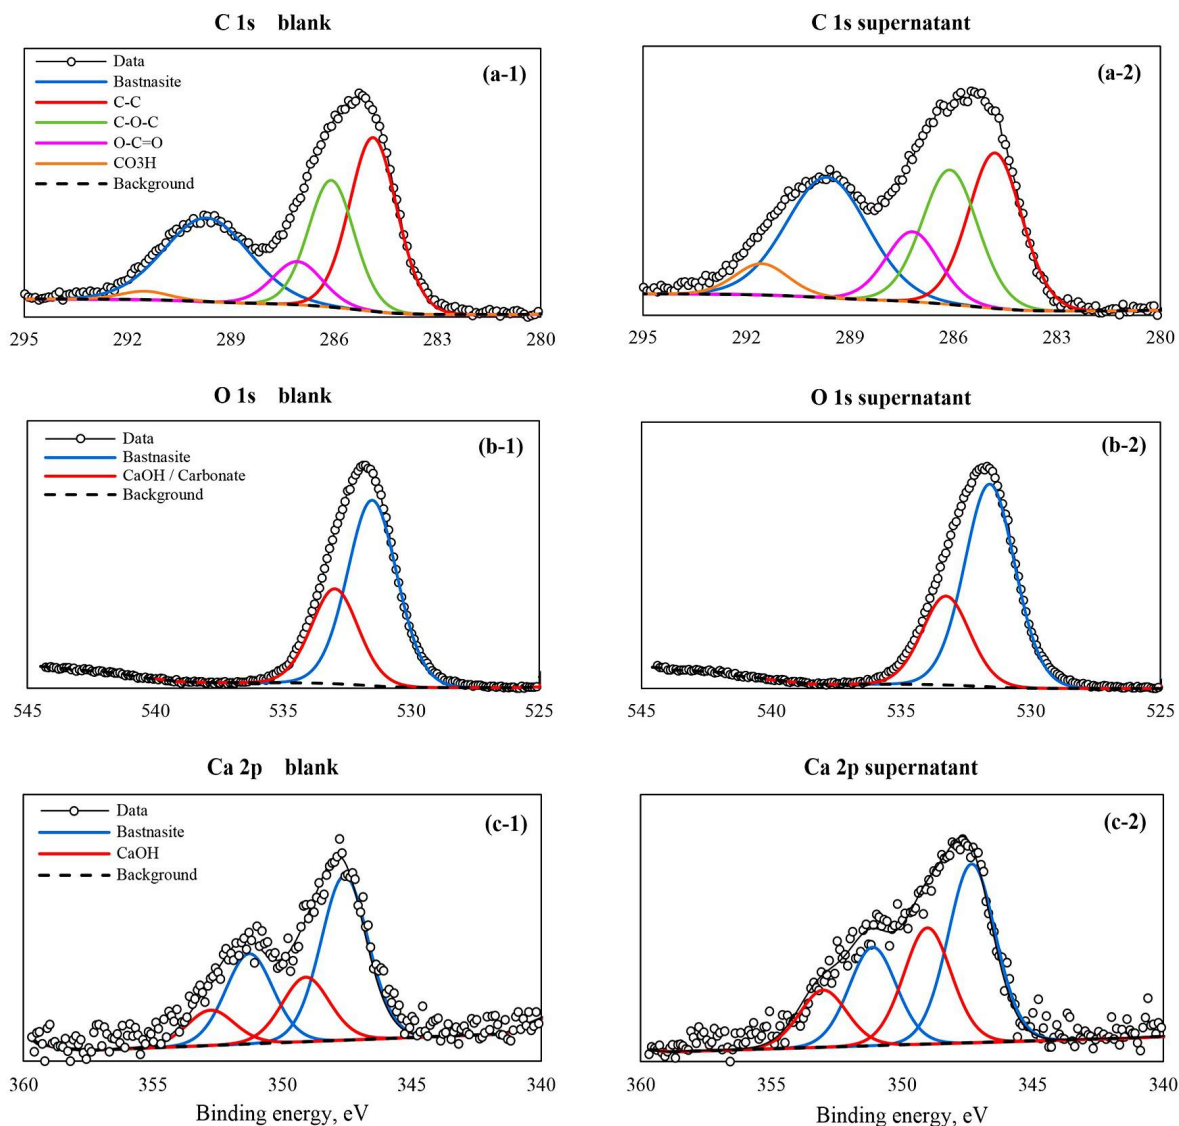 C 1s blank
C 1s supernatant
Data
Bastnasite
C-C
C-O-C
O-C=O
CO3H
Background
(a-1)
(a-2)
295 292 289 286 283 280
295 292 289 286 283 280
O 1s blank
O 1s supernatant
Data
Bastnasite
CaOH / Carbonate
Background
(b-1)
(b-2)
545 540 535 530 525
545 540 535 530 525
Ca 2p blank
Ca 2p supernatant
Data
Bastnasite
CaOH
Background
(c-1)
(c-2)
360 355 350 345 340
360 355 350 345 340
Binding energy, eV
Binding energy, eV